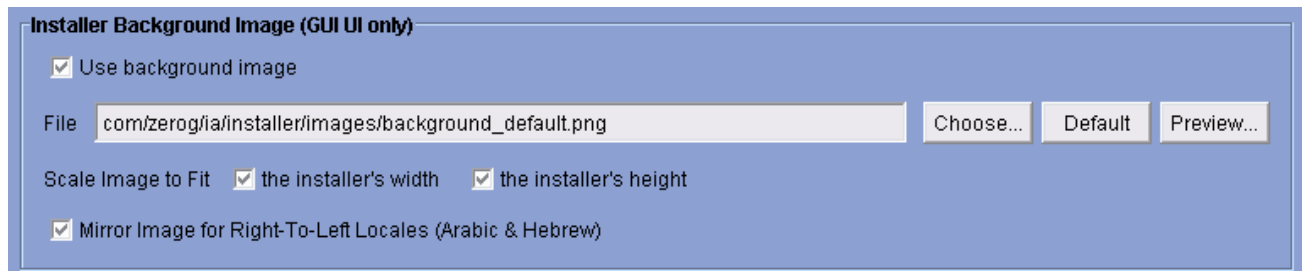 Installer Background Image (GUI UI only)
Use background image
File com/zerog/ia/installer/images/background_default.png Choose... Default Preview...
Scale Image to Fit the installer's width the installer's height
Mirror Image for Right-To-Left Locales (Arabic & Hebrew)